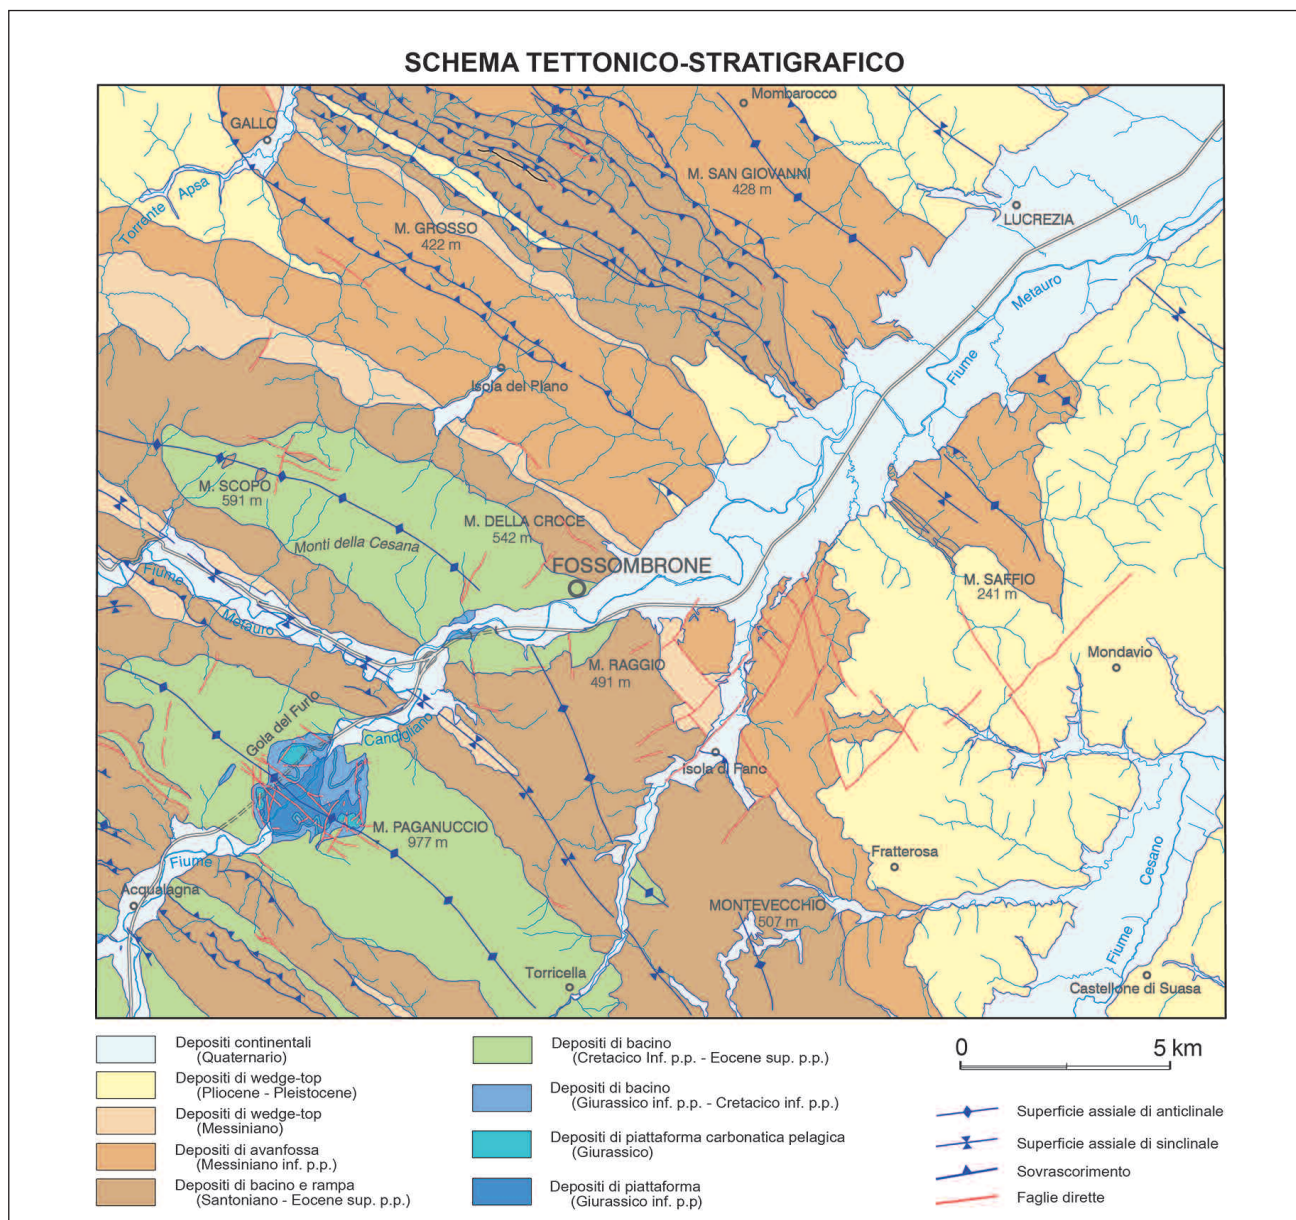 SCHEMA TETTONICO-STRATIGRAFICO
Mombarocco
GALLO
M. SAN GIOVANNI
428 m
Torrente Apsa
LUCREZIA
M. GROSSO
422 m
Metauro
Fiume
Isola del Piano
M. SCOPO
591 m
M. DELLA CROCE
542 m
Monti della Cesana
FOSSOMBRONE
Fiume
M. SAFFIO
241 m
Metauro
Mondavio
M. RAGGIO
491 m
Gola del Furlo
Candigliano
Isola di Fano
M. PAGANUCCIO
977 m
Fiume
Fratterosa
Cesano
Acqualagna
MONTEVECCHIO
507 m
Fiume
Torricella
Castellone di Suasa
Depositi continentali
(Quaternario)
Depositi di wedge-top
(Pliocene - Pleistocene)
Depositi di wedge-top
(Messiniano)
Depositi di avanfossa
(Messiniano inf. p.p.)
Depositi di bacino e rampa
(Santoniano - Eocene sup. p.p.)
Depositi di bacino
(Cretacico Inf. p.p. - Eocene sup. p.p.)
Depositi di bacino
(Giurassico inf. p.p. - Cretacico inf. p.p.)
Depositi di piattaforma carbonatica pelagica
(Giurassico)
Depositi di piattaforma
(Giurassico inf. p.p)
0 5 km
Superficie assiale di anticlinale
Superficie assiale di sinclinale
Sovrascorimento
Faglie dirette